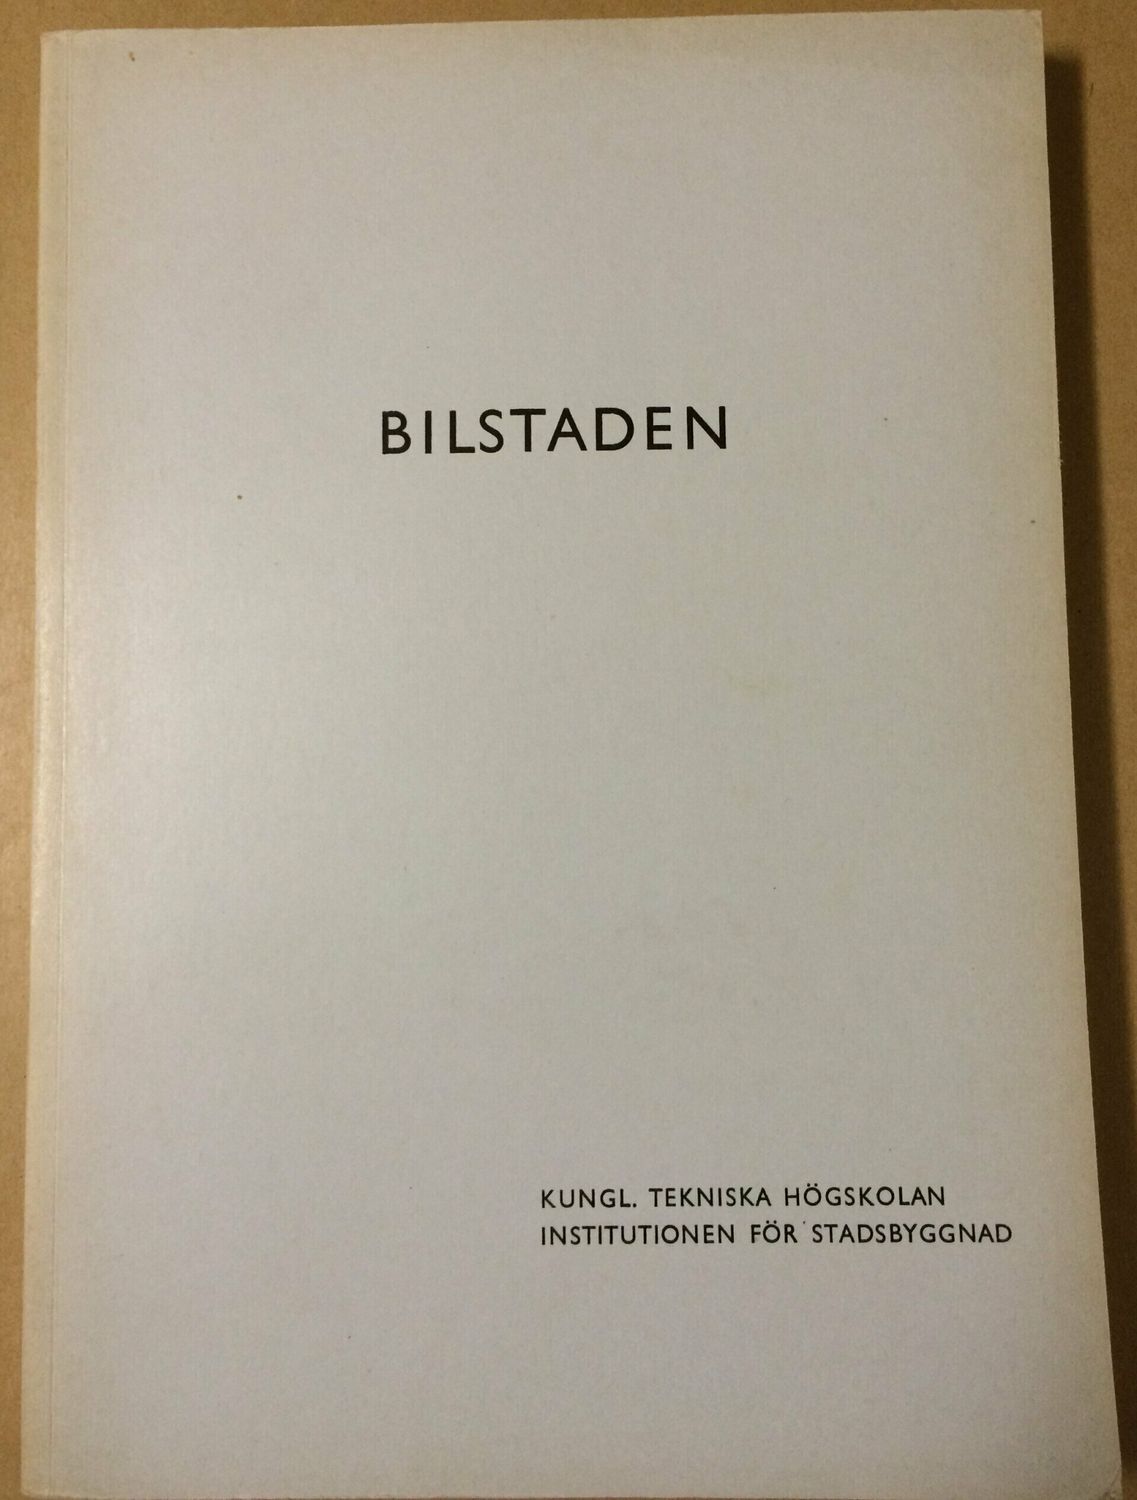 BILSTADEN
KUNGL. TEKNISKA HÖGSKOLAN
INSTITUTIONEN FÖR STADSBYGGNAD